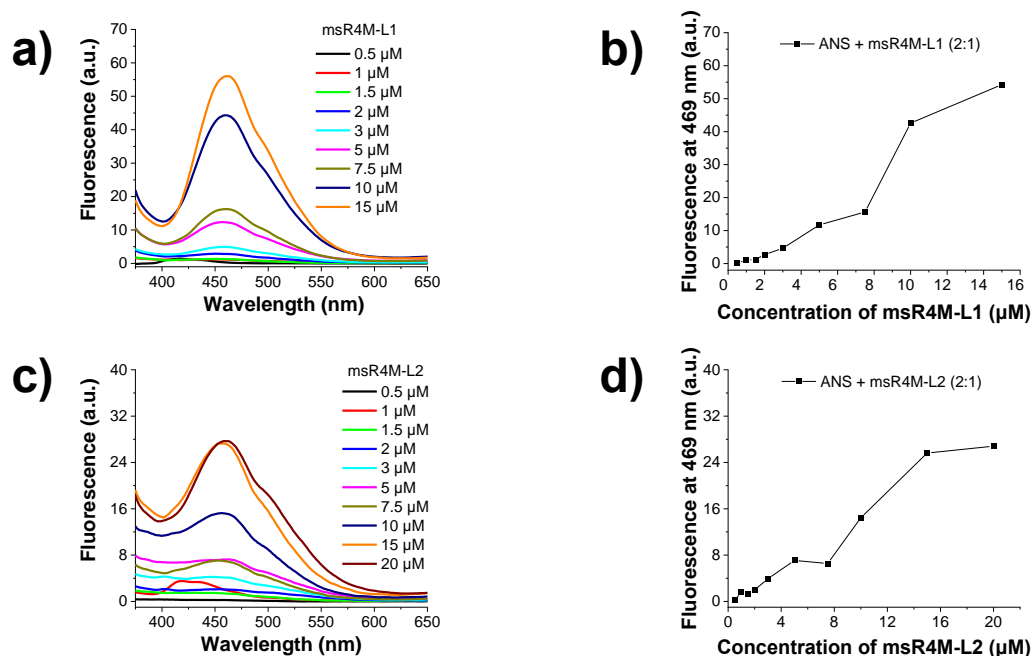 a)
msR4M-L1
0.5 µM
1 µM
1.5 µM
2 µM
3 µM
5 µM
7.5 µM
10 µM
15 µM
70
60
50
40
30
20
10
0
Fluorescence (a.u.)
400 450 500 550 600 650
Wavelength (nm)
b)
ANS + msR4M-L1 (2:1)
70
60
50
40
30
20
10
0
Fluorescence at 469 nm (a.u.)
0 2 4 6 8 10 12 14 16
Concentration of msR4M-L1 (µM)
c)
msR4M-L2
0.5 µM
1 µM
1.5 µM
2 µM
3 µM
5 µM
7.5 µM
10 µM
15 µM
20 µM
40
32
24
16
8
0
Fluorescence (a.u.)
400 450 500 550 600 650
Wavelength (nm)
d)
ANS + msR4M-L2 (2:1)
40
32
24
16
8
0
Fluorescence at 469 nm (a.u.)
0 4 8 12 16 20
Concentration of msR4M-L2 (µM)